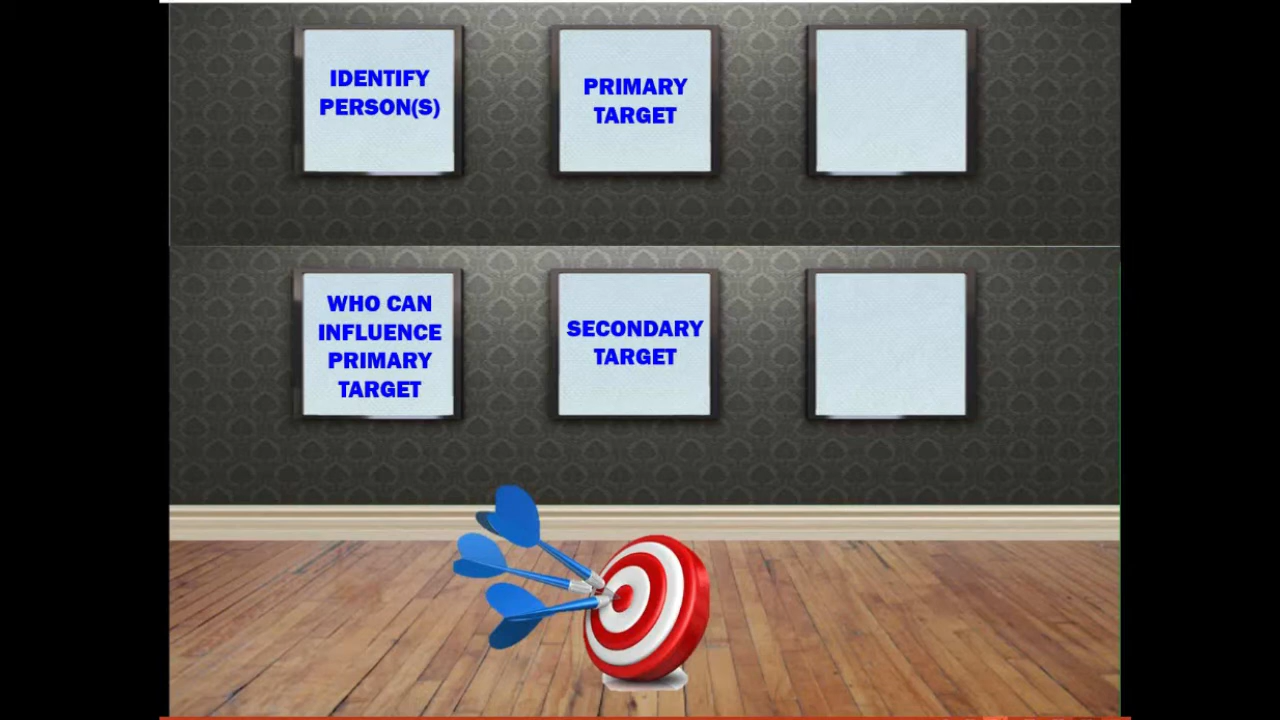 IDENTIFY
PERSON(S)
PRIMARY
TARGET
WHO CAN
INFLUENCE
PRIMARY
TARGET
SECONDARY
TARGET